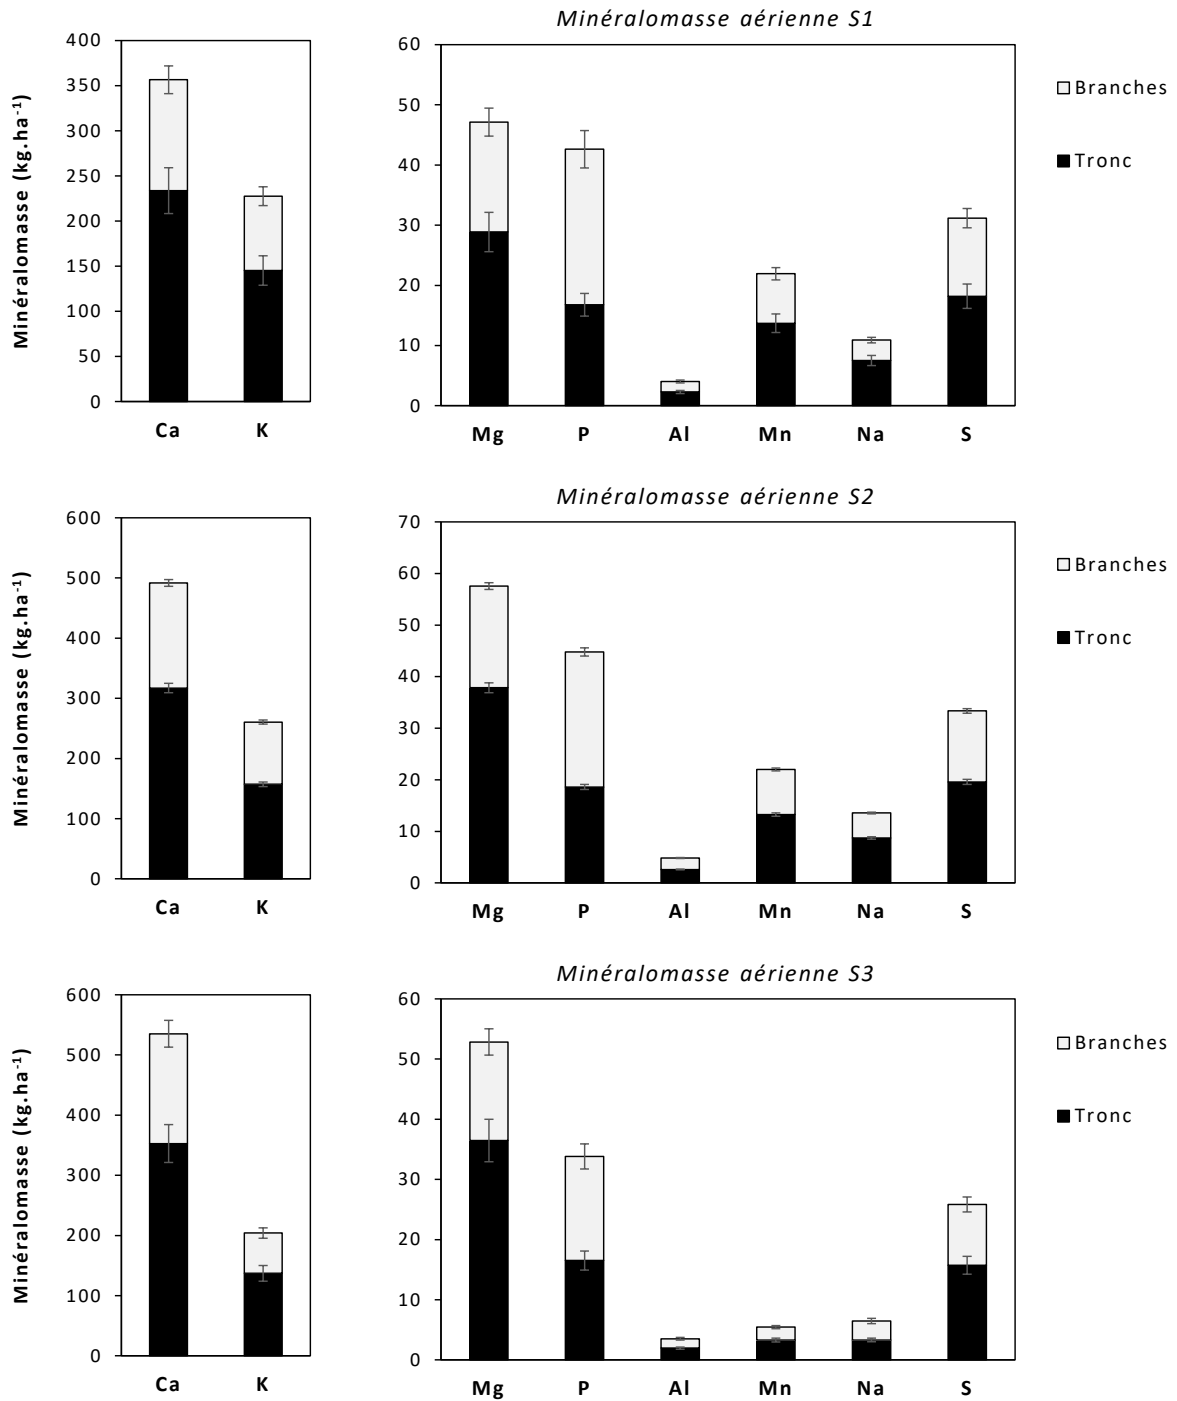 Minéralomasse aérienne S1
Minéralomasse (kg.ha-1)
400
350
300
250
200
150
100
50
0
Ca K
60
50
40
30
20
10
0
Mg P Al Mn Na S
Branches
Tronc
Minéralomasse aérienne S2
Minéralomasse (kg.ha-1)
600
500
400
300
200
100
0
Ca K
70
60
50
40
30
20
10
0
Mg P Al Mn Na S
Branches
Tronc
Minéralomasse aérienne S3
Minéralomasse (kg.ha-1)
600
500
400
300
200
100
0
Ca K
60
50
40
30
20
10
0
Mg P Al Mn Na S
Branches
Tronc